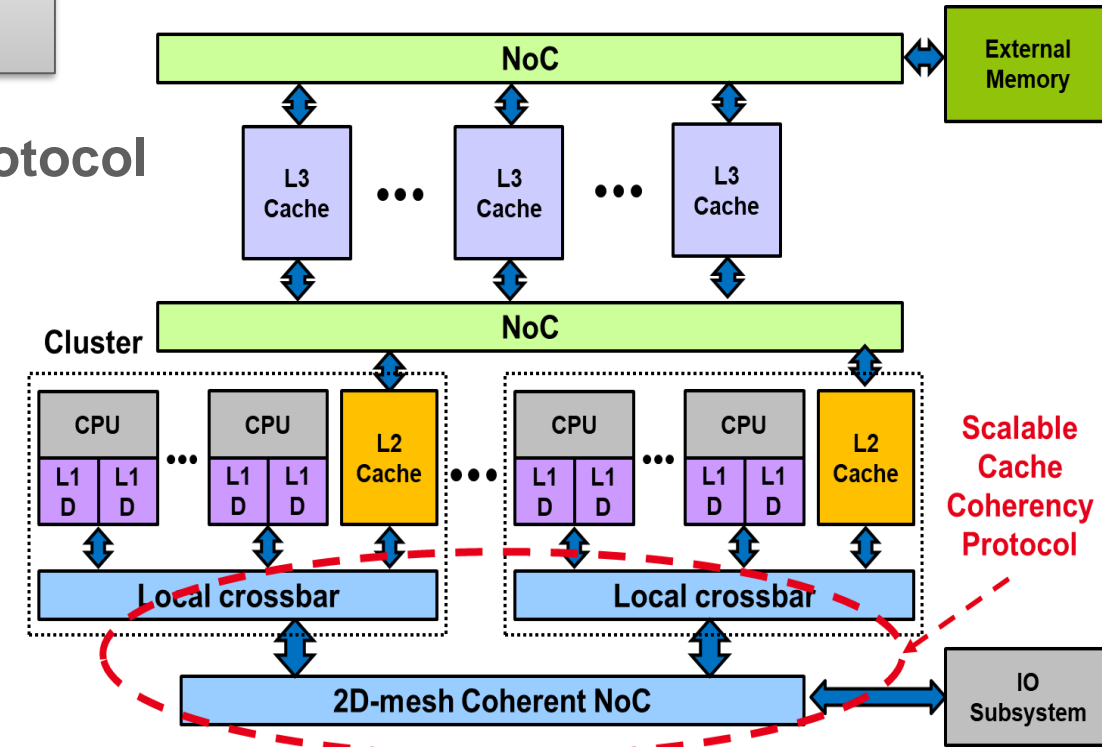 NoC
External
Memory
otocol
L3
Cache
•••
L3
Cache
•••
L3
Cache
NoC
Cluster
CPU
L1
D
L1
D
•••
CPU
L1
D
L1
D
L2
Cache
•••
CPU
L1
D
L1
D
•••
CPU
L1
D
L1
D
L2
Cache
Scalable
Cache
Coherency
Protocol
Local crossbar
Local crossbar
2D-mesh Coherent NoC
IO
Subsystem